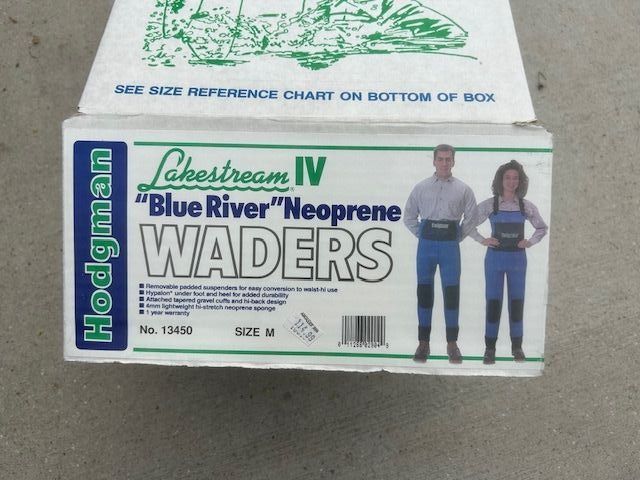 SEE SIZE REFERENCE CHART ON BOTTOM OF BOX
Hodgman
Lakestream IV
"Blue River" Neoprene
WADERS
Removable padded suspenders for easy conversion to waist-hi use
Hypalon* under foot and heel for added durability
Attached tapered gravel cuffs and hi-back design
4mm lightweight hi-stretch neoprene sponge
1 year warranty
No. 13450
SIZE M